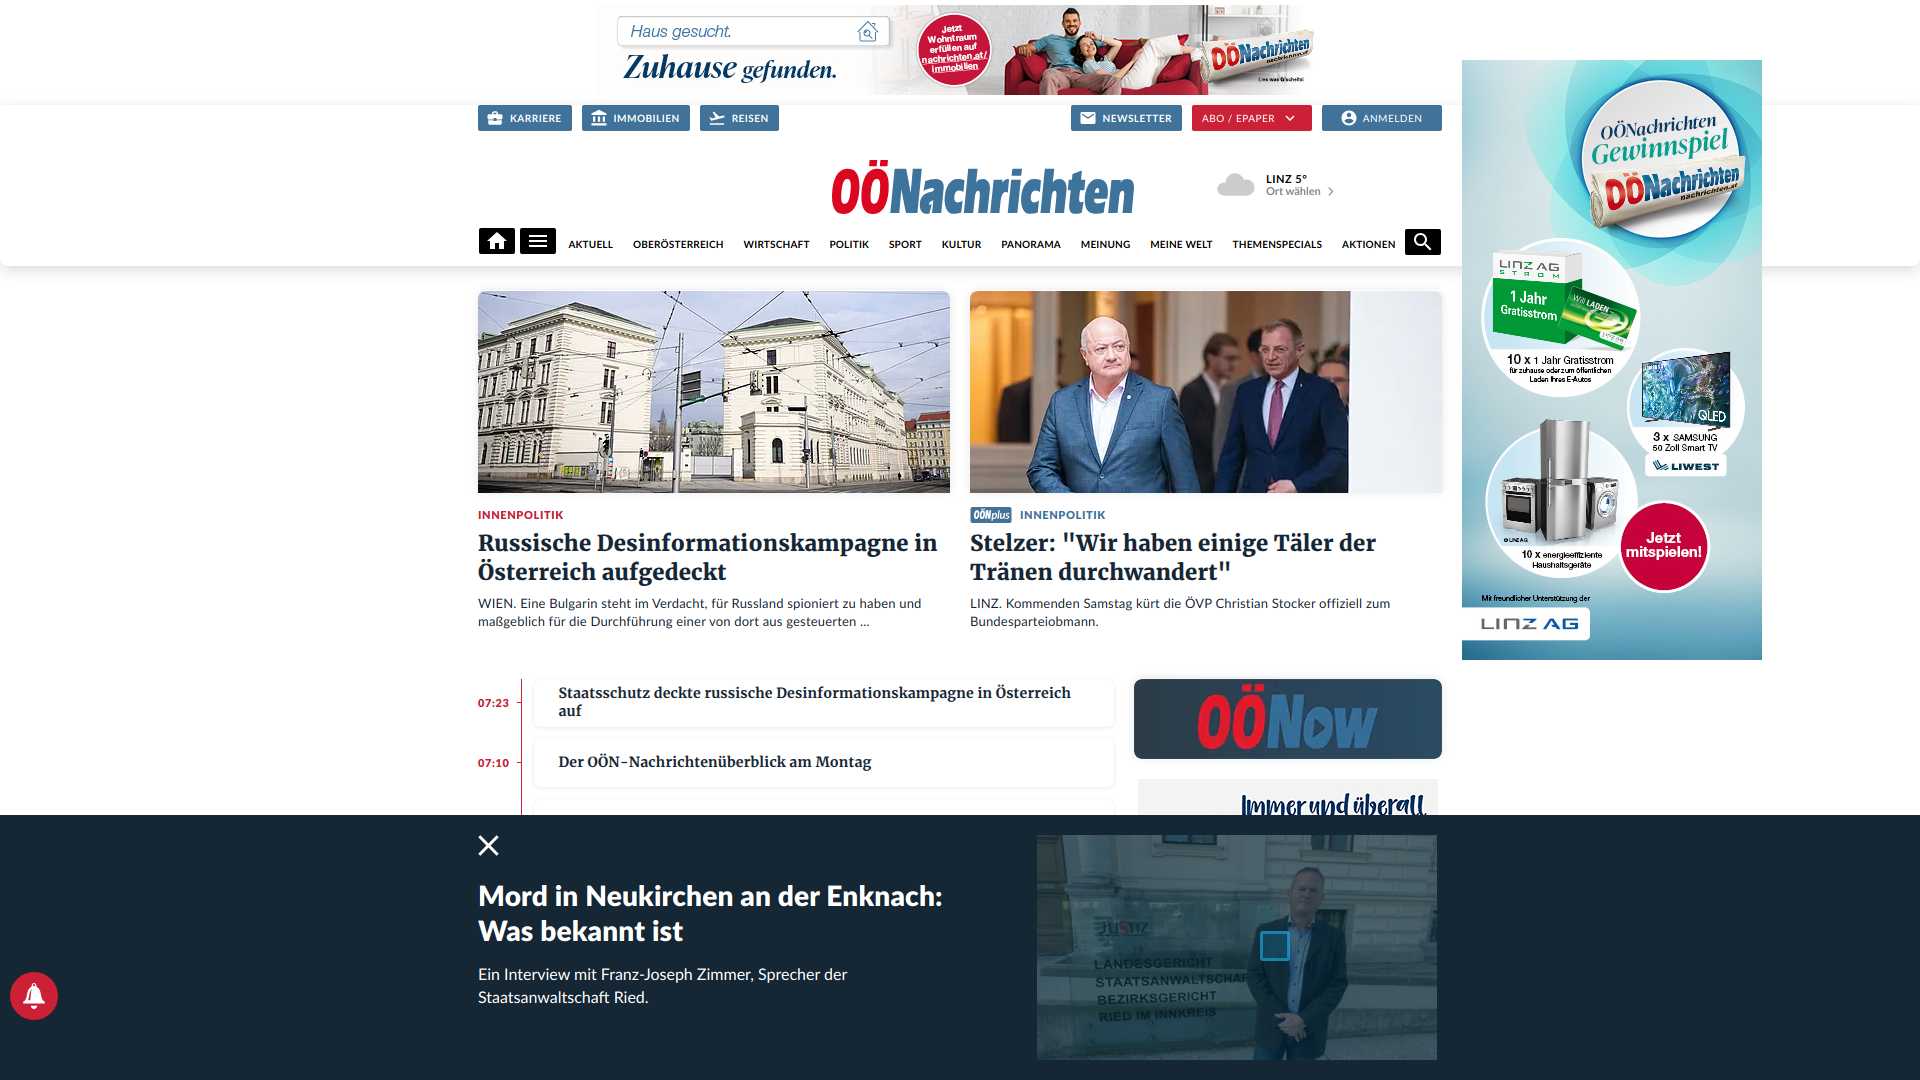 Haus gesucht.
Zuhause gefunden.
Jetzt
Wohntraum
erfüllen auf
nachrichten.at/
immobilien
OÖNachrichten
KARRIERE
IMMOBILIEN
REISEN
NEWSLETTER
ABO / EPAPER
ANMELDEN
OÖNachrichten
LINZ 5°
Ort wählen
AKTUELL
OBERÖSTERREICH
WIRTSCHAFT
POLITIK
SPORT
KULTUR
PANORAMA
MEINUNG
MEINE WELT
THEMENSPECIALS
AKTIONEN
INNENPOLITIK
Russische Desinformationskampagne in
Österreich aufgedeckt
WIEN. Eine Bulgarin steht im Verdacht, für Russland spioniert zu haben und
maßgeblich für die Durchführung einer von dort aus gesteuerten ...
OÖNplus INNENPOLITIK
Stelzer: "Wir haben einige Täler der
Tränen durchwandert"
LINZ. Kommenden Samstag kürt die ÖVP Christian Stocker offiziell zum
Bundesparteiobmann.
OÖNachrichten
Gewinnspiel
OÖNachrichten
nachrichten.at
LINZ AG
STROM
1 Jahr
Gratisstrom
Will LADEN
10 x 1 Jahr Gratisstrom
für zuhause oder zum öffentlichen
Laden Ihres E-Autos
QLED
3 x SAMSUNG
50 Zoll Smart TV
LIWEST
© LINZ AG
10 x energieeffiziente
Haushaltsgeräte
Jetzt
mitspielen!
Mit freundlicher Unterstützung der
LINZ AG
07:23
Staatsschutz deckte russische Desinformationskampagne in Österreich
auf
07:10
Der OÖN-Nachrichtenüberblick am Montag
OÖNow
Immer und überall
Mord in Neukirchen an der Enknach:
Was bekannt ist
Ein Interview mit Franz-Joseph Zimmer, Sprecher der
Staatsanwaltschaft Ried.
LANDESGERICHT
STAATSANWALTSCHAF
BEZIRKSGERICHT
RIED IM INNKREIS